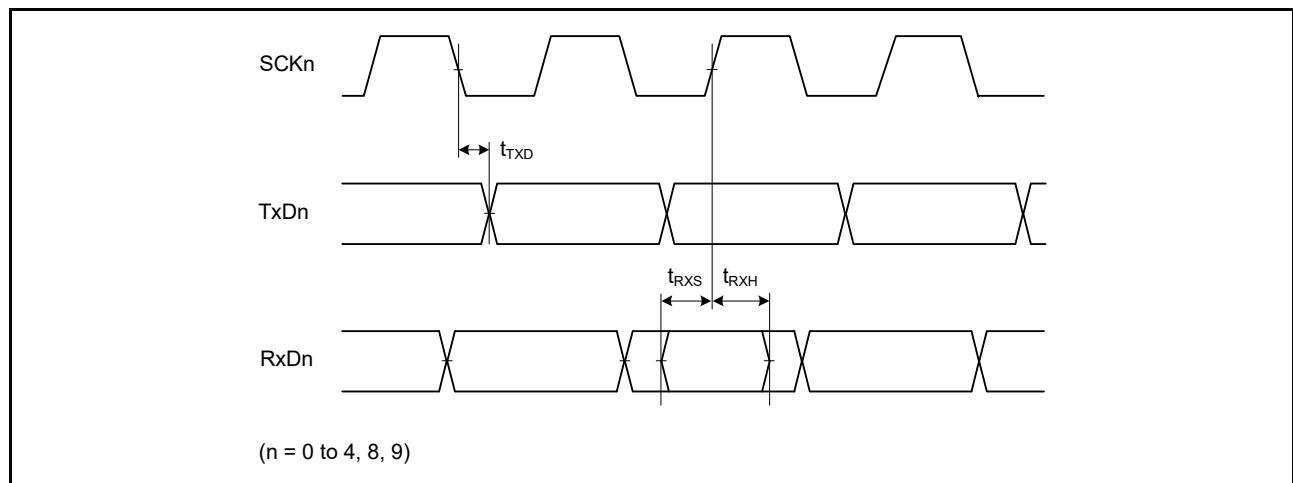 SCKn
tTXD
TxDn
tRXS tRXH
RxDn
(n = 0 to 4, 8, 9)